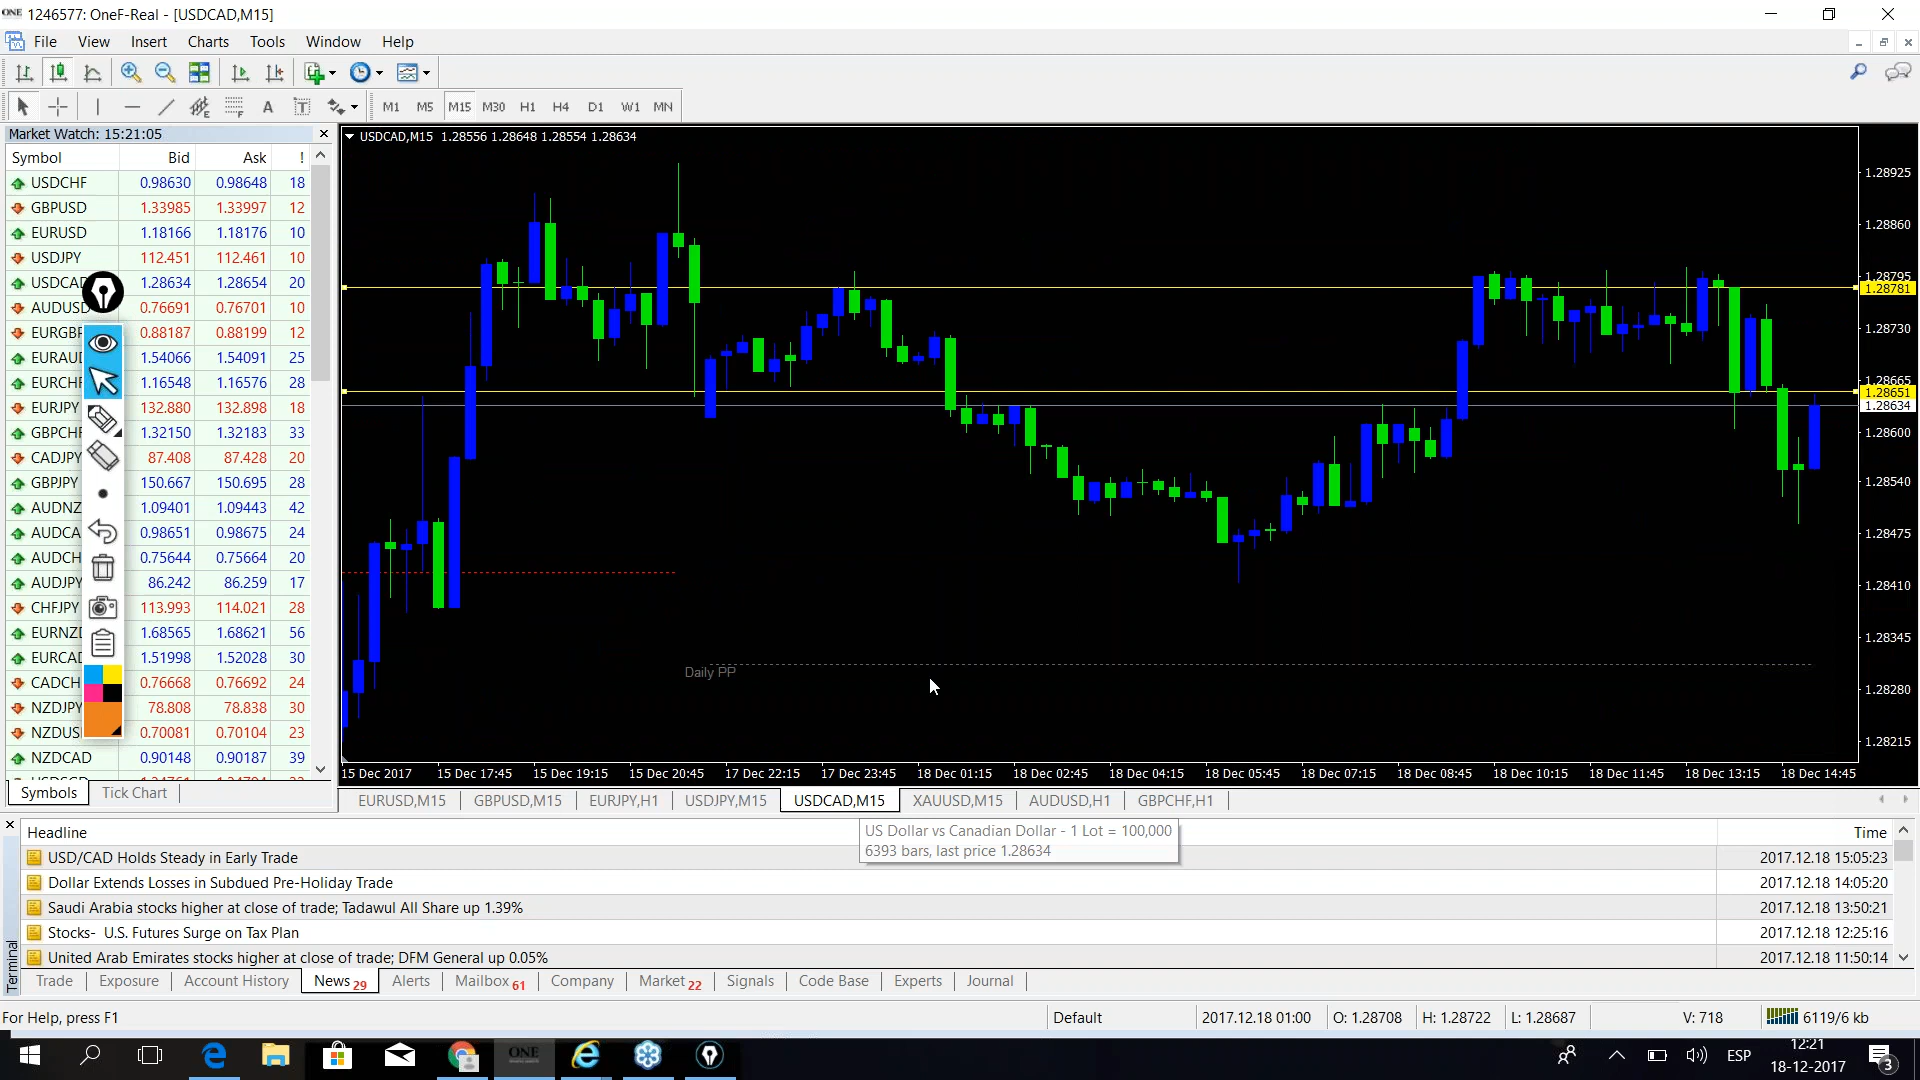 ONE 1246577: OneF-Real - [USDCAD,M15]
File View Insert Charts Tools Window Help
A T
M1 M5 M15 M30 H1 H4 D1 W1 MN
Market Watch: 15:21:05
Symbol Bid Ask !
USDCHF 0.98630 0.98648 18
GBPUSD 1.33985 1.33997 12
EURUSD 1.18166 1.18176 10
USDJPY 112.451 112.461 10
USDCAD 1.28634 1.28654 20
AUDUSD 0.76691 0.76701 10
EURGBP 0.88187 0.88199 12
EURAUD 1.54066 1.54091 25
EURCHF 1.16548 1.16576 28
EURJPY 132.880 132.898 18
GBPCHF 1.32150 1.32183 33
CADJPY 87.408 87.428 20
GBPJPY 150.667 150.695 28
AUDNZ 1.09401 1.09443 42
AUDCA 0.98651 0.98675 24
AUDCH 0.75644 0.75664 20
AUDJPY 86.242 86.259 17
CHFJPY 113.993 114.021 28
EURNZD 1.68565 1.68621 56
EURCAD 1.51998 1.52028 30
CADCH 0.76668 0.76692 24
NZDJPY 78.808 78.838 30
NZDUS 0.70081 0.70104 23
NZDCAD 0.90148 0.90187 39
Symbols Tick Chart
USDCAD,M15 1.28556 1.28648 1.28554 1.28634
1.28925
1.28860
1.28795
1.28781
1.28730
1.28665
1.28651
1.28634
1.28600
1.28540
1.28475
1.28410
1.28345
1.28280
1.28215
Daily PP
15 Dec 2017 15 Dec 17:45 15 Dec 19:15 15 Dec 20:45 17 Dec 22:15 17 Dec 23:45 18 Dec 01:15 18 Dec 02:45 18 Dec 04:15 18 Dec 05:45 18 Dec 07:15 18 Dec 08:45 18 Dec 10:15 18 Dec 11:45 18 Dec 13:15 18 Dec 14:45
EURUSD,M15 GBPUSD,M15 EURJPY,H1 USDJPY,M15 USDCAD,M15 XAUUSD,M15 AUDUSD,H1 GBPCHF,H1
US Dollar vs Canadian Dollar - 1 Lot = 100,000
6393 bars, last price 1.28634
Headline Time
USD/CAD Holds Steady in Early Trade 2017.12.18 15:05:23
Dollar Extends Losses in Subdued Pre-Holiday Trade 2017.12.18 14:05:20
Saudi Arabia stocks higher at close of trade; Tadawul All Share up 1.39% 2017.12.18 13:50:21
Stocks- U.S. Futures Surge on Tax Plan 2017.12.18 12:25:16
United Arab Emirates stocks higher at close of trade; DFM General up 0.05% 2017.12.18 11:50:14
Terminal
Trade Exposure Account History News 29 Alerts Mailbox 61 Company Market 22 Signals Code Base Experts Journal
For Help, press F1 Default 2017.12.18 01:00 O: 1.28708 H: 1.28722 L: 1.28687 V: 718 6119/6 kb
ONE ESP
12:21
18-12-2017
3